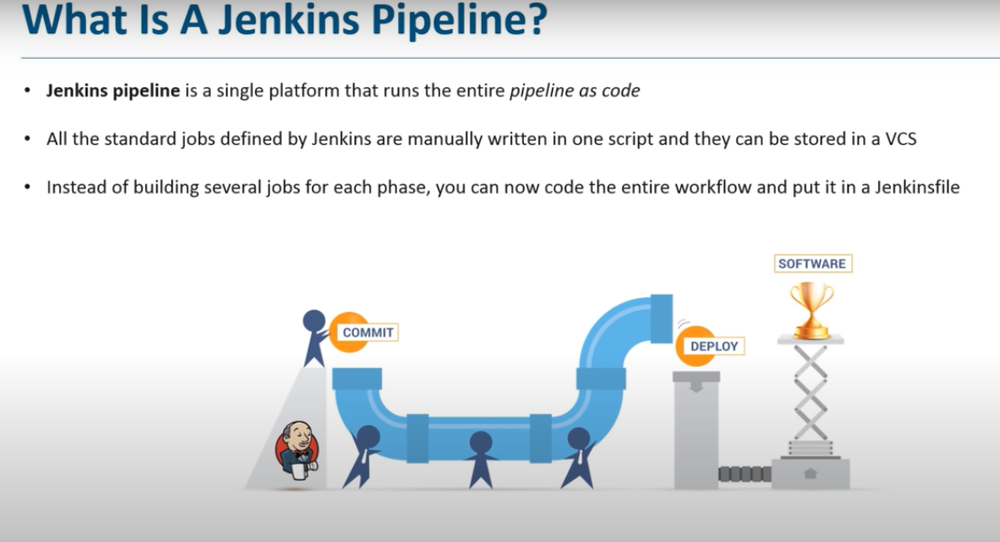 What Is A Jenkins Pipeline?
• Jenkins pipeline is a single platform that runs the entire pipeline as code
• All the standard jobs defined by Jenkins are manually written in one script and they can be stored in a VCS
• Instead of building several jobs for each phase, you can now code the entire workflow and put it in a Jenkinsfile
SOFTWARE
COMMIT
DEPLOY